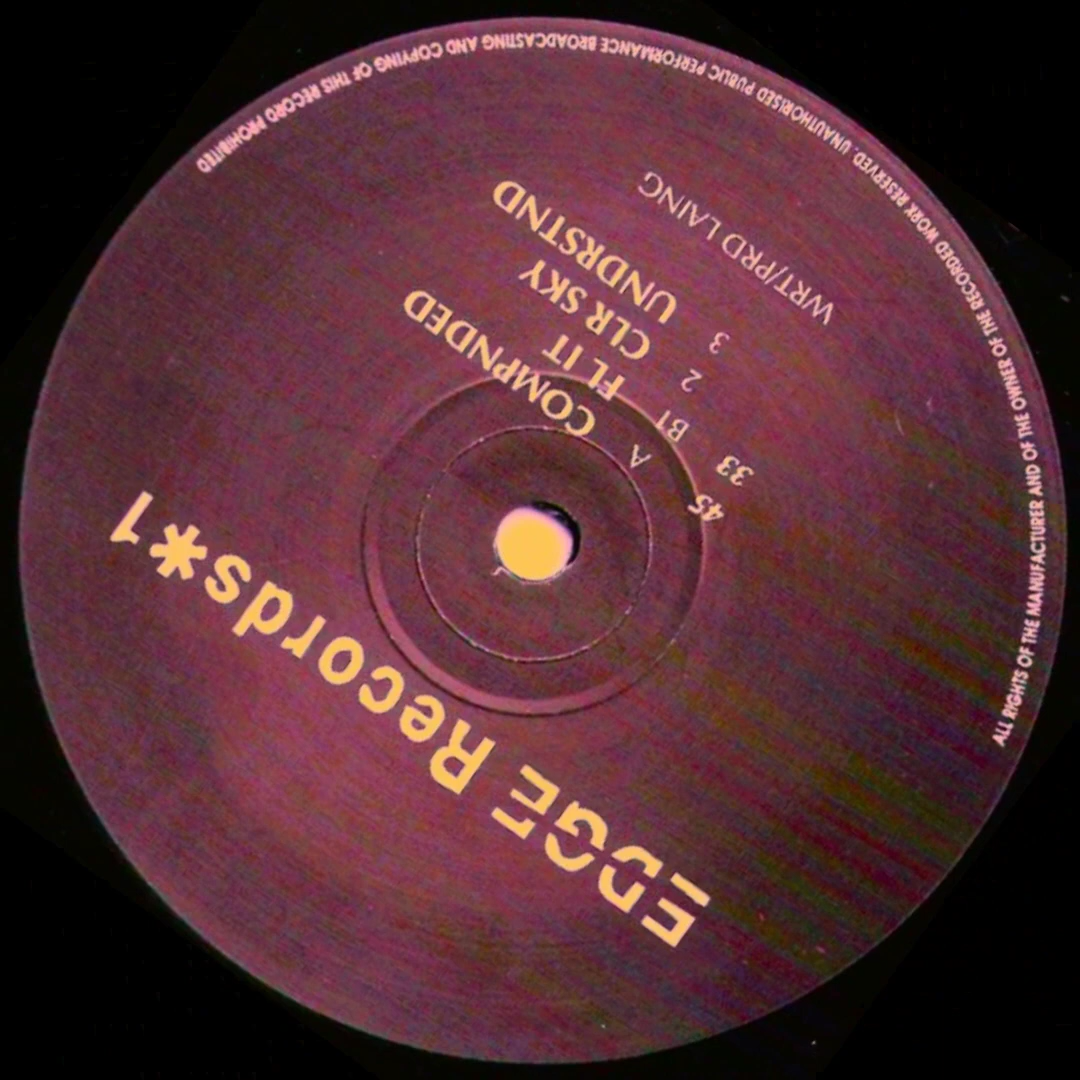 EDGE Records*1
45 A COMPNDED
33 B1 FL IT
2 CLR SKY
3 UNDRSTND
WRT/PRD LAING
ALL RIGHTS OF THE MANUFACTURER AND OF THE OWNER OF THE RECORDED WORK RESERVED. UNAUTHORISED PUBLIC PERFORMANCE BROADCASTING AND COPYING OF THIS RECORD PROHIBITED